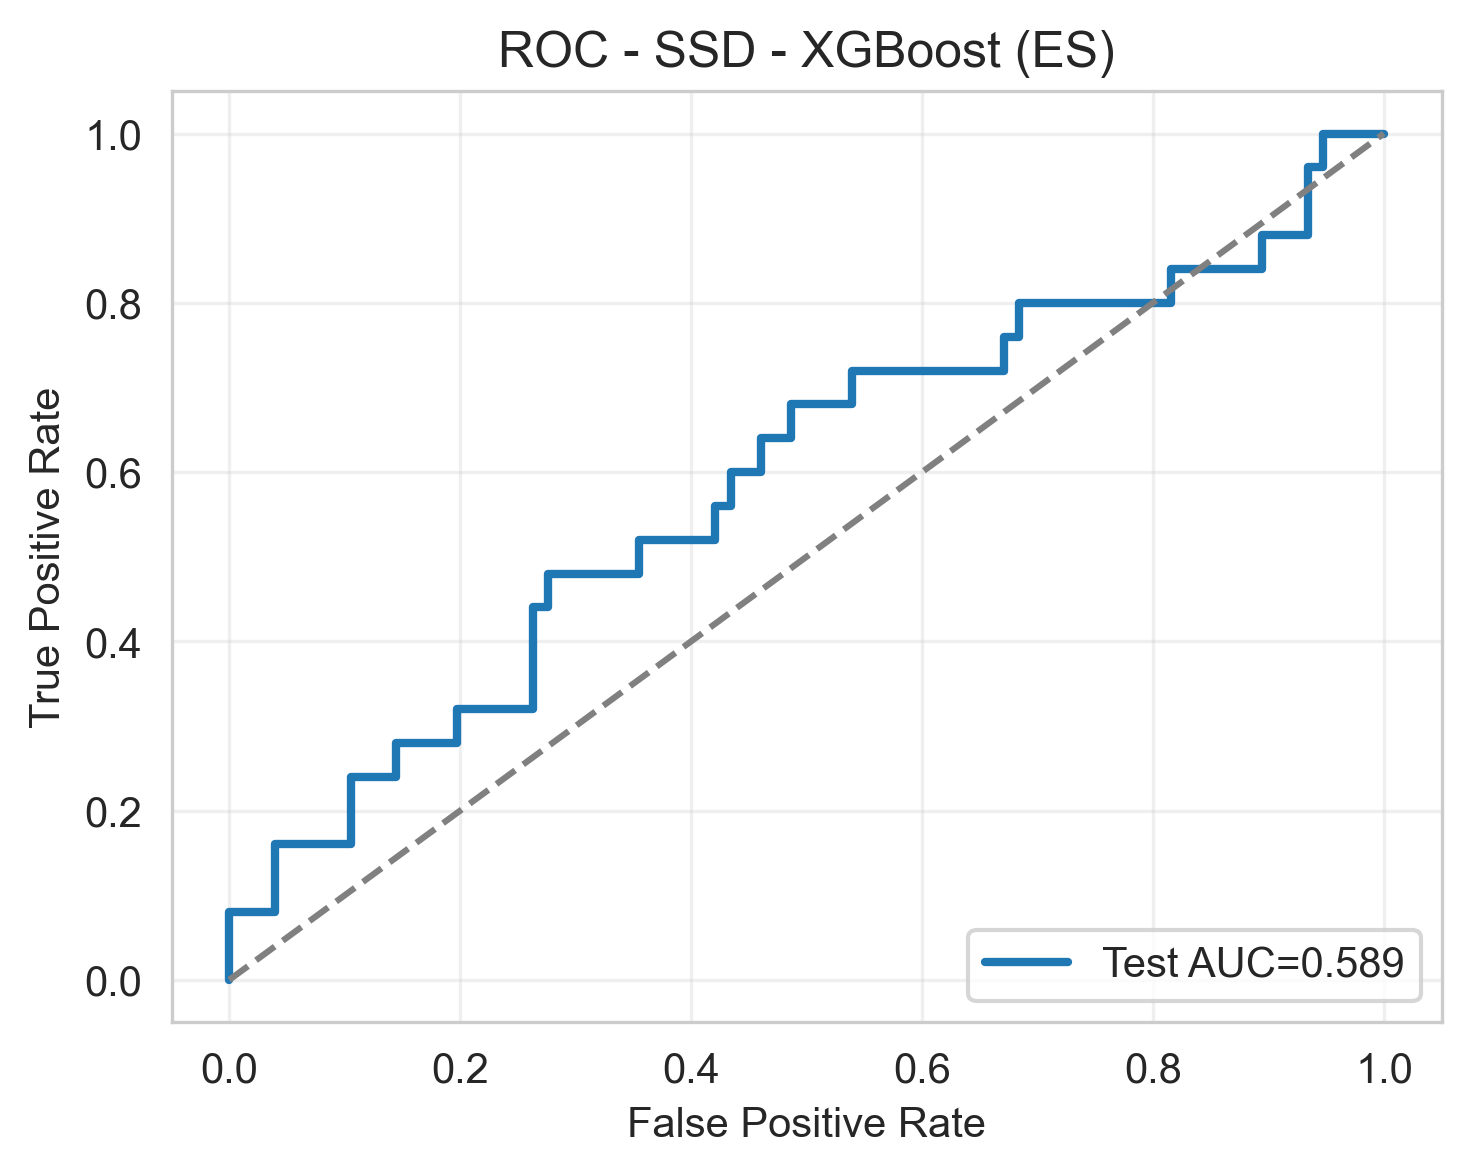 ROC - SSD - XGBoost (ES)
True Positive Rate
1.0
0.8
0.6
0.4
0.2
0.0
Test AUC=0.589
0.0 0.2 0.4 0.6 0.8 1.0
False Positive Rate